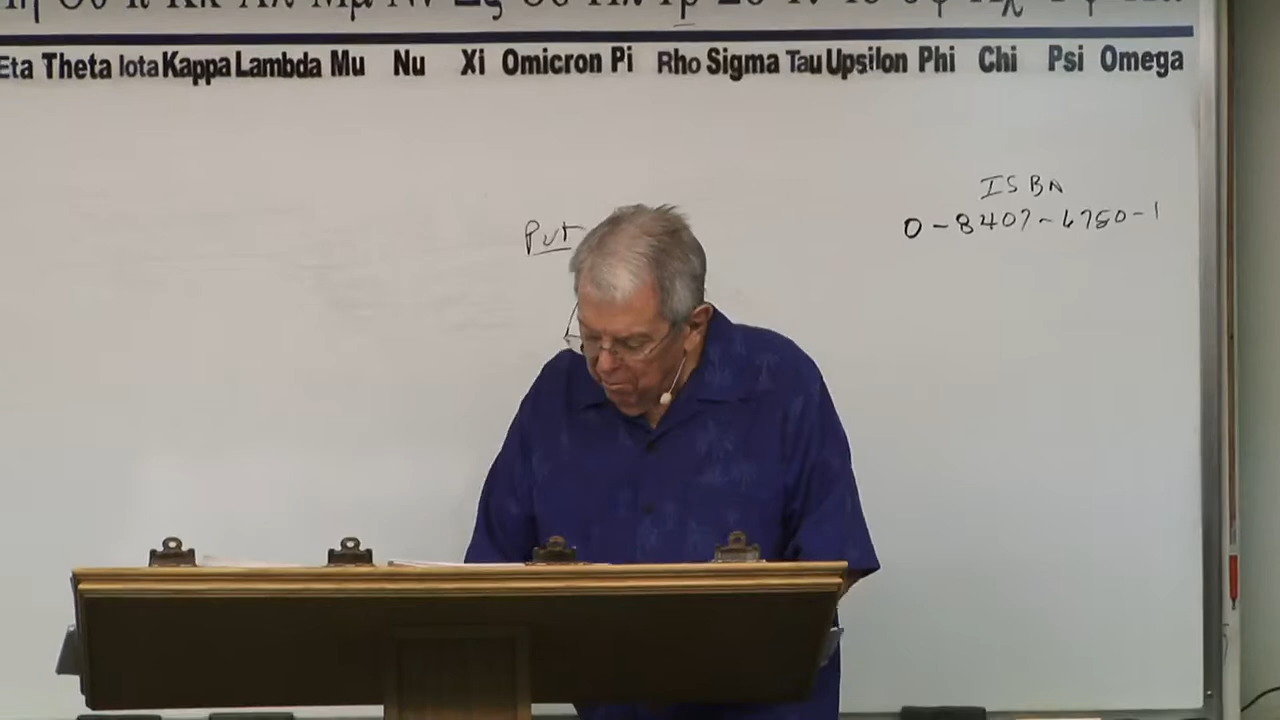 Eta Theta Iota Kappa Lambda Mu Nu Xi Omicron Pi Rho Sigma Tau Upsilon Phi Chi Psi Omega
ISBN
0-8407-6750-1
Put